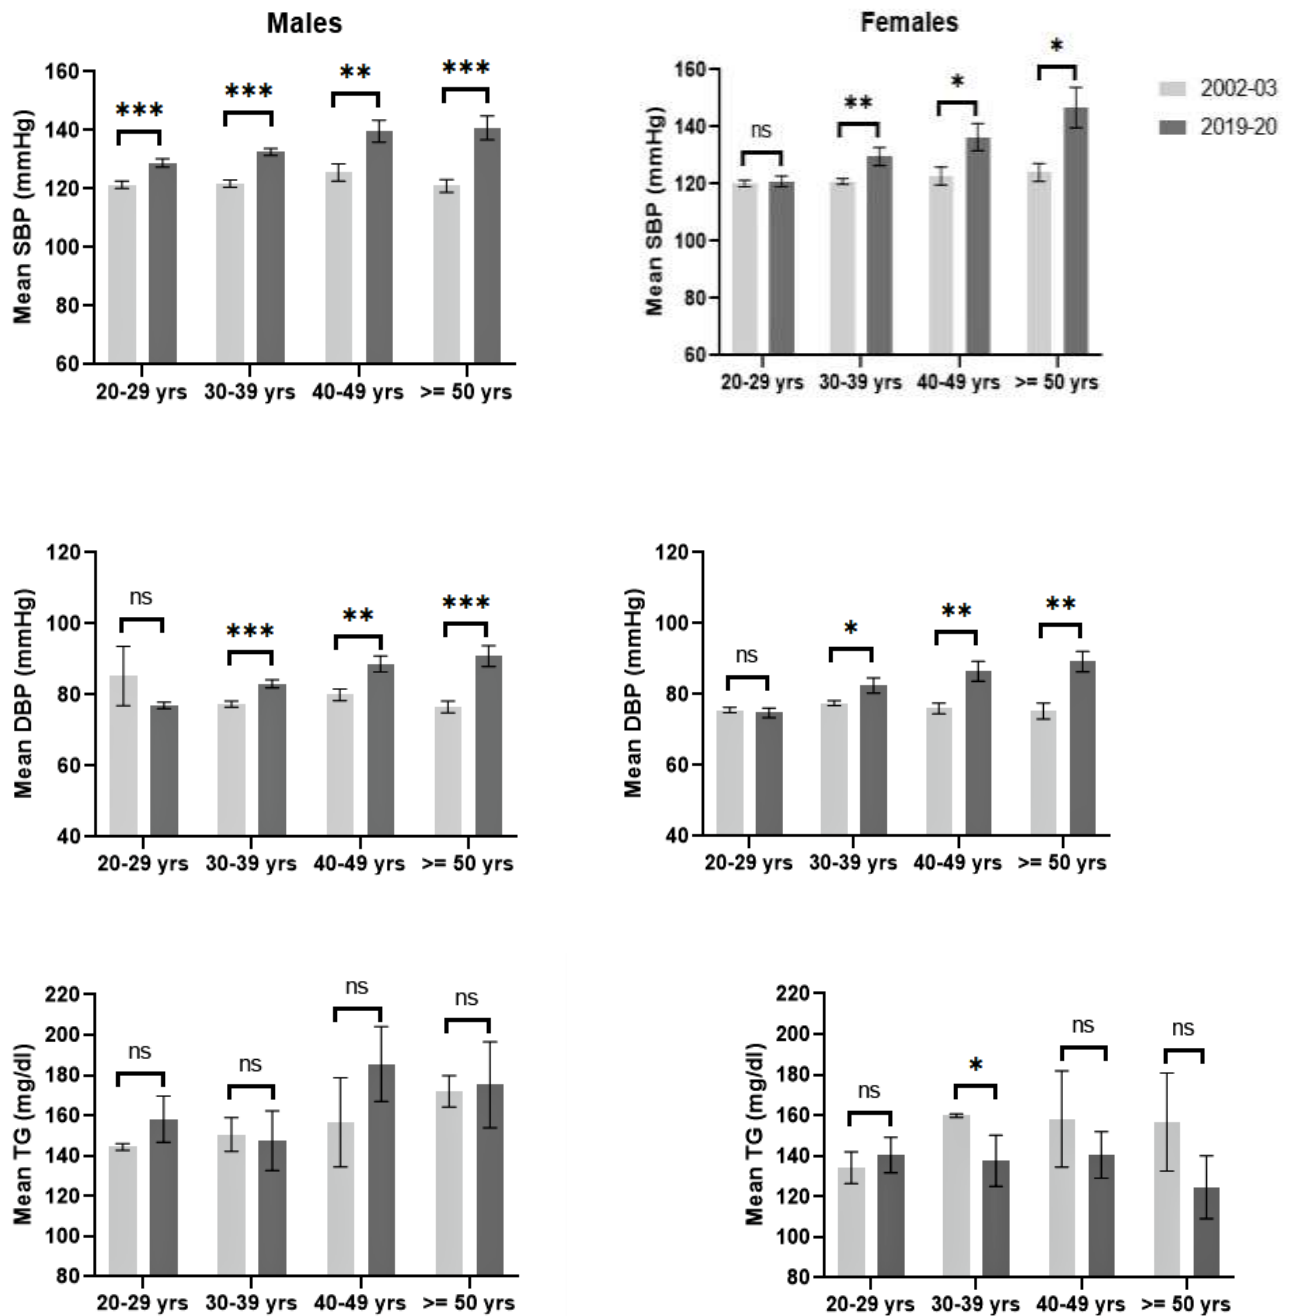 Males
Females
2002-03
2019-20
Mean SBP (mmHg)
160
140
120
100
80
60
***
***
**
***
20-29 yrs 30-39 yrs 40-49 yrs >= 50 yrs
Mean SBP (mmHg)
160
140
120
100
80
60
ns
**
*
*
20-29 yrs 30-39 yrs 40-49 yrs >= 50 yrs
Mean DBP (mmHg)
120
100
80
60
40
ns
***
**
***
20-29 yrs 30-39 yrs 40-49 yrs >= 50 yrs
Mean DBP (mmHg)
120
100
80
60
40
ns
*
**
**
20-29 yrs 30-39 yrs 40-49 yrs >= 50 yrs
Mean TG (mg/dl)
220
200
180
160
140
120
100
80
ns
ns
ns
ns
20-29 yrs 30-39 yrs 40-49 yrs >= 50 yrs
Mean TG (mg/dl)
220
200
180
160
140
120
100
80
ns
*
ns
ns
20-29 yrs 30-39 yrs 40-49 yrs >= 50 yrs